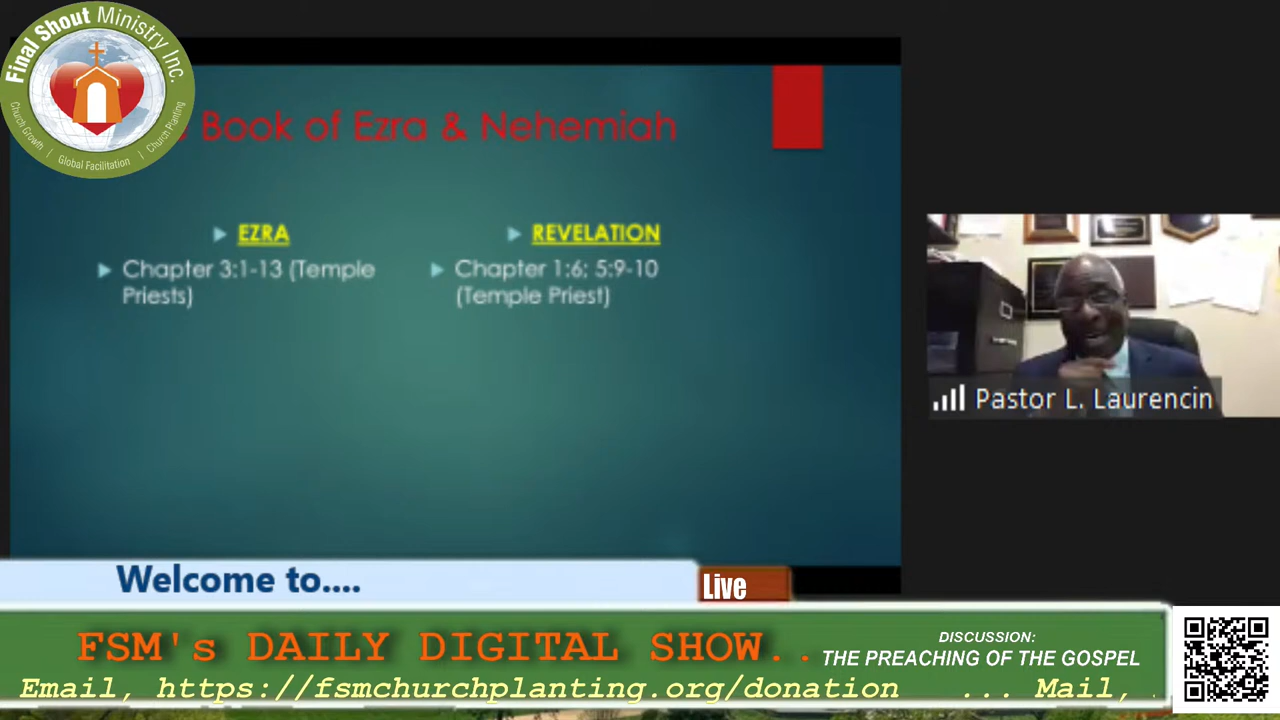 Final Shout Ministry Inc.
Church Growth | Global Facilitation | Church Planting
Book of Ezra & Nehemiah
EZRA
Chapter 3:1-13 (Temple
Priests)
REVELATION
Chapter 1:6; 5:9-10
(Temple Priest)
Pastor L. Laurencin
Welcome to....
Live
FSM's DAILY DIGITAL SHOW..
DISCUSSION:
THE PREACHING OF THE GOSPEL
Email, https://fsmchurchplanting.org/donation ... Mail,